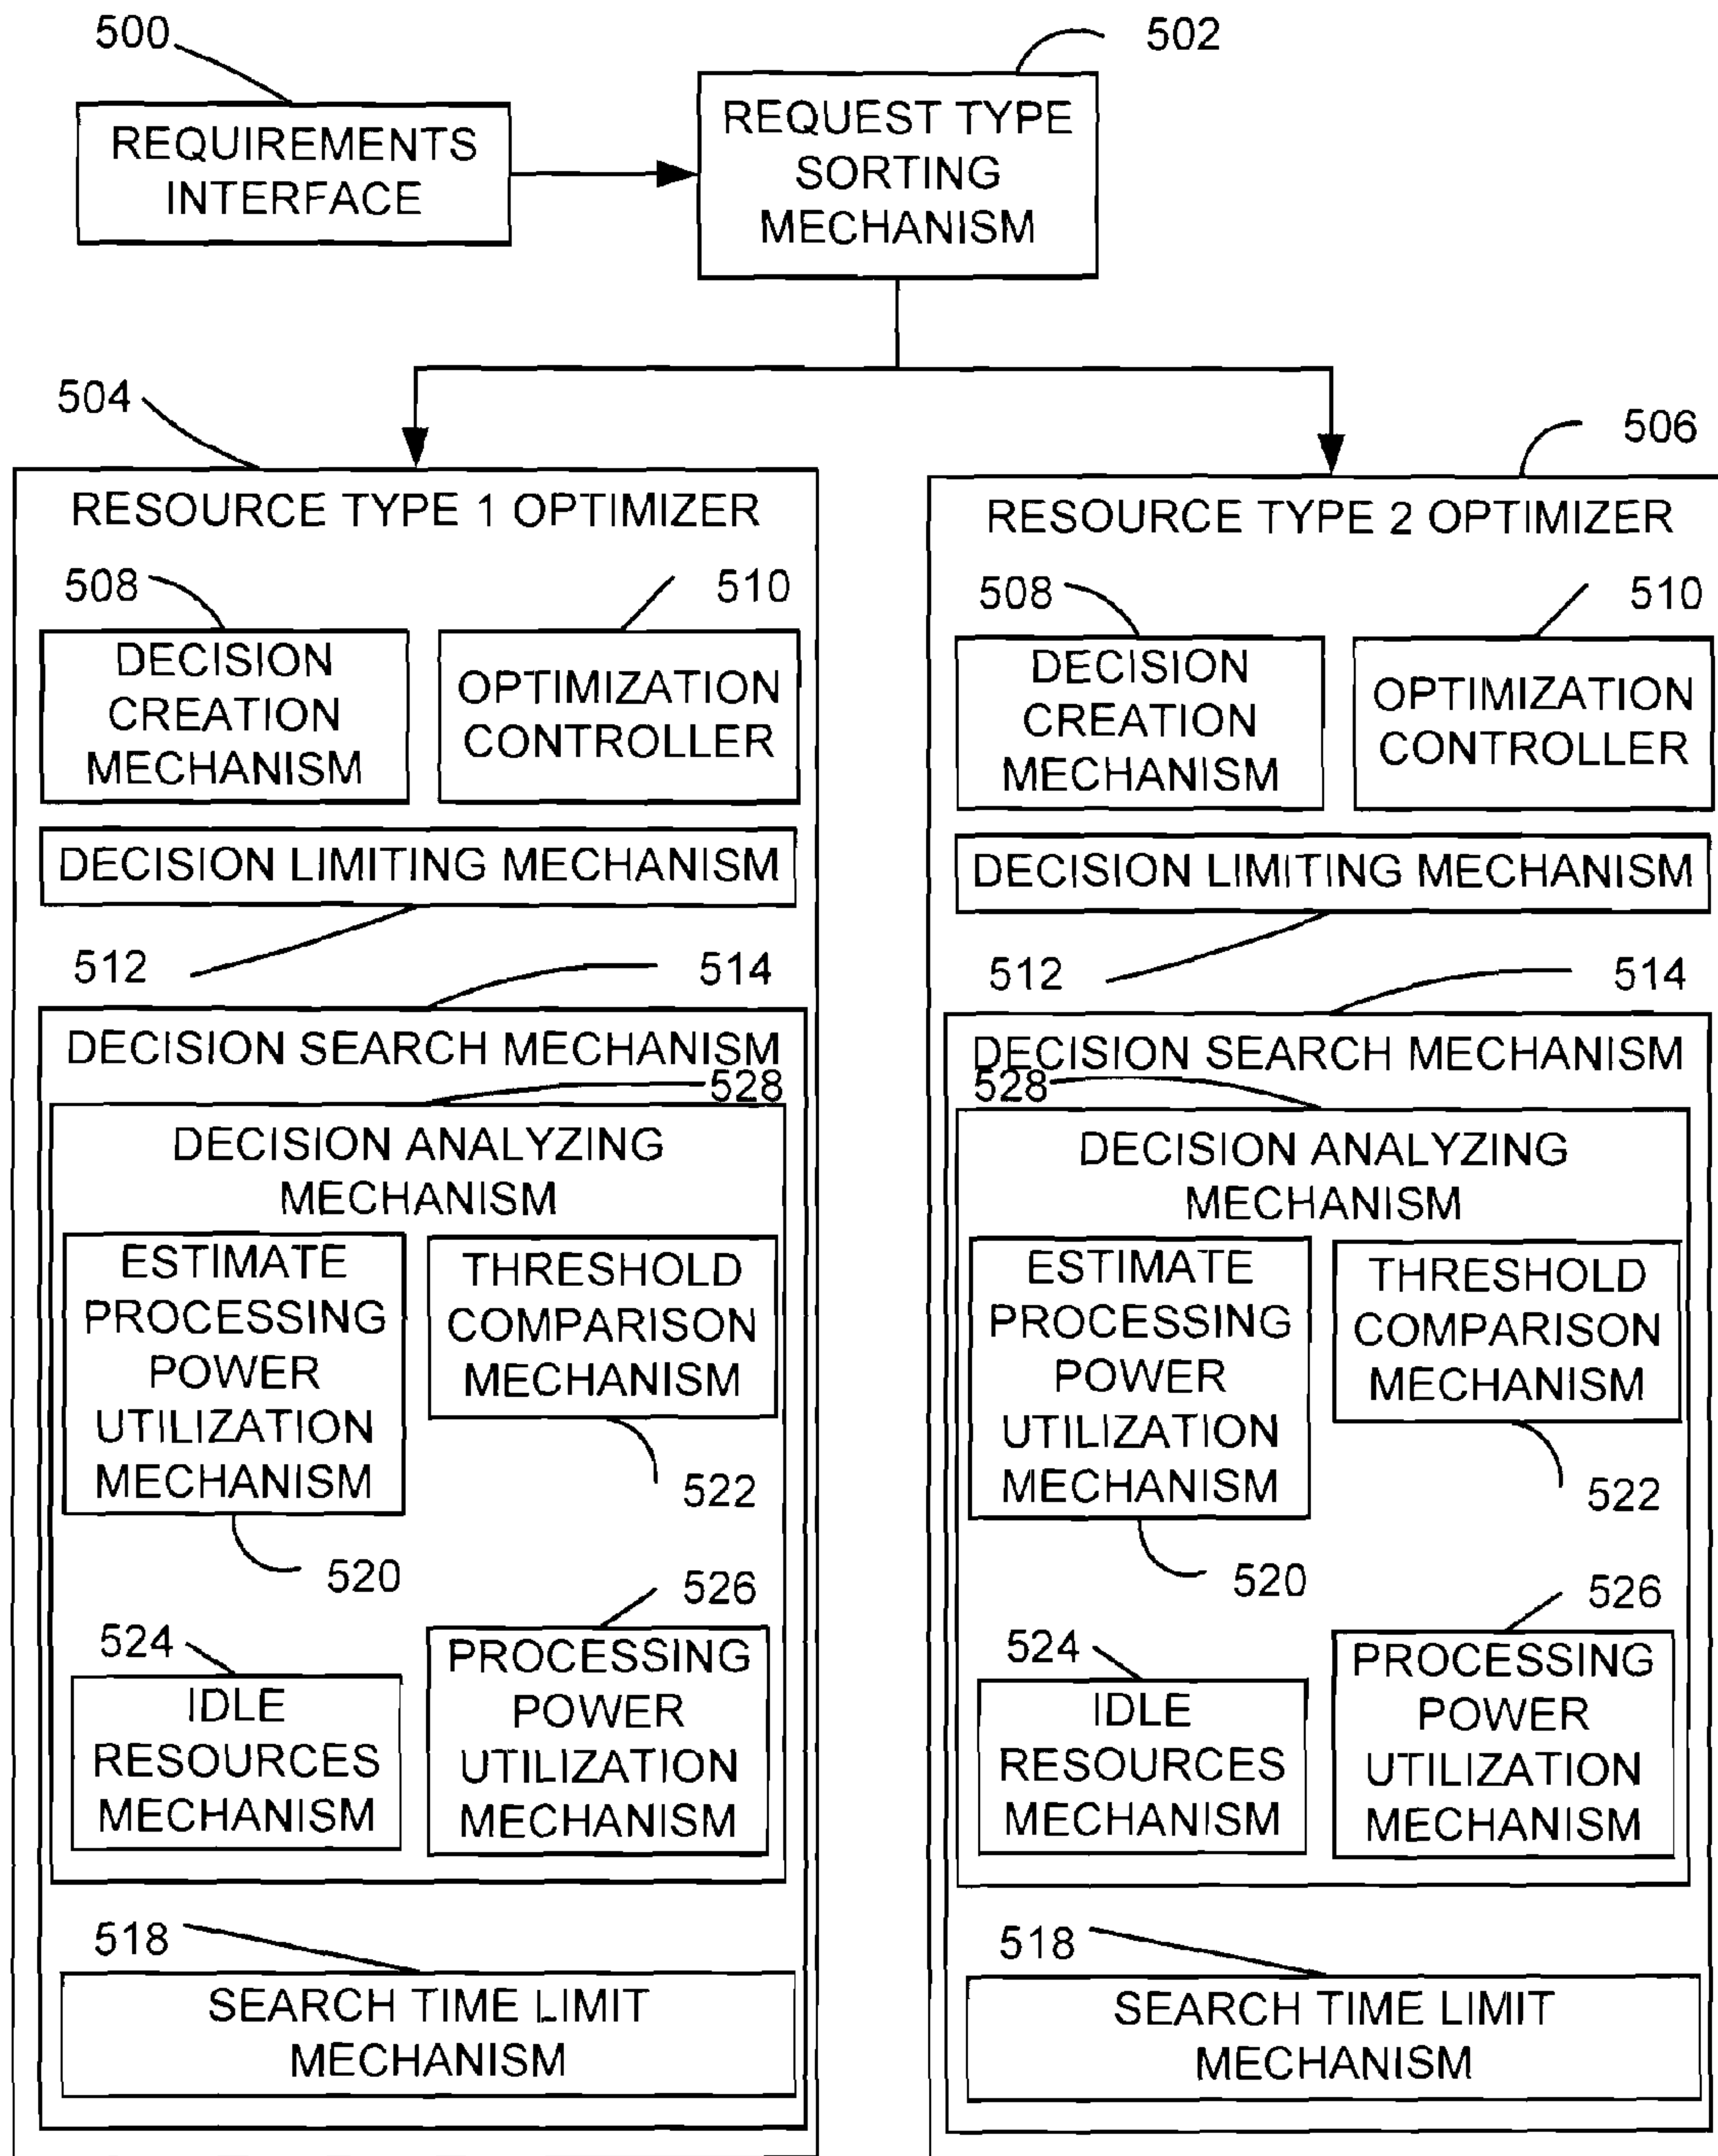 500
502
REQUIREMENTS
INTERFACE
REQUEST TYPE
SORTING
MECHANISM
504
506
RESOURCE TYPE 1 OPTIMIZER
508
510
DECISION
CREATION
MECHANISM
OPTIMIZATION
CONTROLLER
DECISION LIMITING MECHANISM
512
514
DECISION SEARCH MECHANISM
528
DECISION ANALYZING
MECHANISM
ESTIMATE
PROCESSING
POWER
UTILIZATION
MECHANISM
THRESHOLD
COMPARISON
MECHANISM
522
520
526
524
IDLE
RESOURCES
MECHANISM
PROCESSING
POWER
UTILIZATION
MECHANISM
518
SEARCH TIME LIMIT
MECHANISM
RESOURCE TYPE 2 OPTIMIZER
508
510
DECISION
CREATION
MECHANISM
OPTIMIZATION
CONTROLLER
DECISION LIMITING MECHANISM
512
514
DECISION SEARCH MECHANISM
528
DECISION ANALYZING
MECHANISM
ESTIMATE
PROCESSING
POWER
UTILIZATION
MECHANISM
THRESHOLD
COMPARISON
MECHANISM
522
520
526
524
IDLE
RESOURCES
MECHANISM
PROCESSING
POWER
UTILIZATION
MECHANISM
518
SEARCH TIME LIMIT
MECHANISM